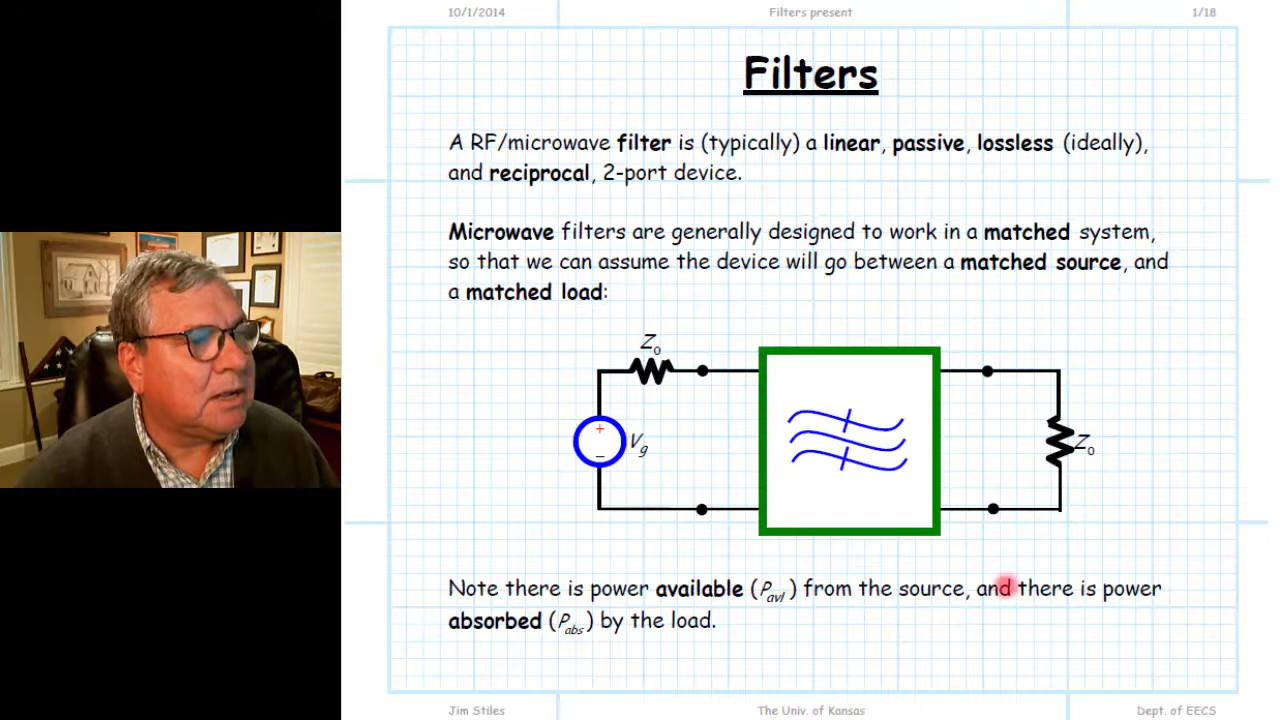 10/1/2014 Filters present 1/18
Filters
A RF/microwave filter is (typically) a linear, passive, lossless (ideally),
and reciprocal, 2-port device.
Microwave filters are generally designed to work in a matched system,
so that we can assume the device will go between a matched source, and
a matched load:
Z0
+
Vg
−
Z0
Note there is power available (Pavl) from the source, and there is power
absorbed (Pabs) by the load.
Jim Stiles The Univ. of Kansas Dept. of EECS